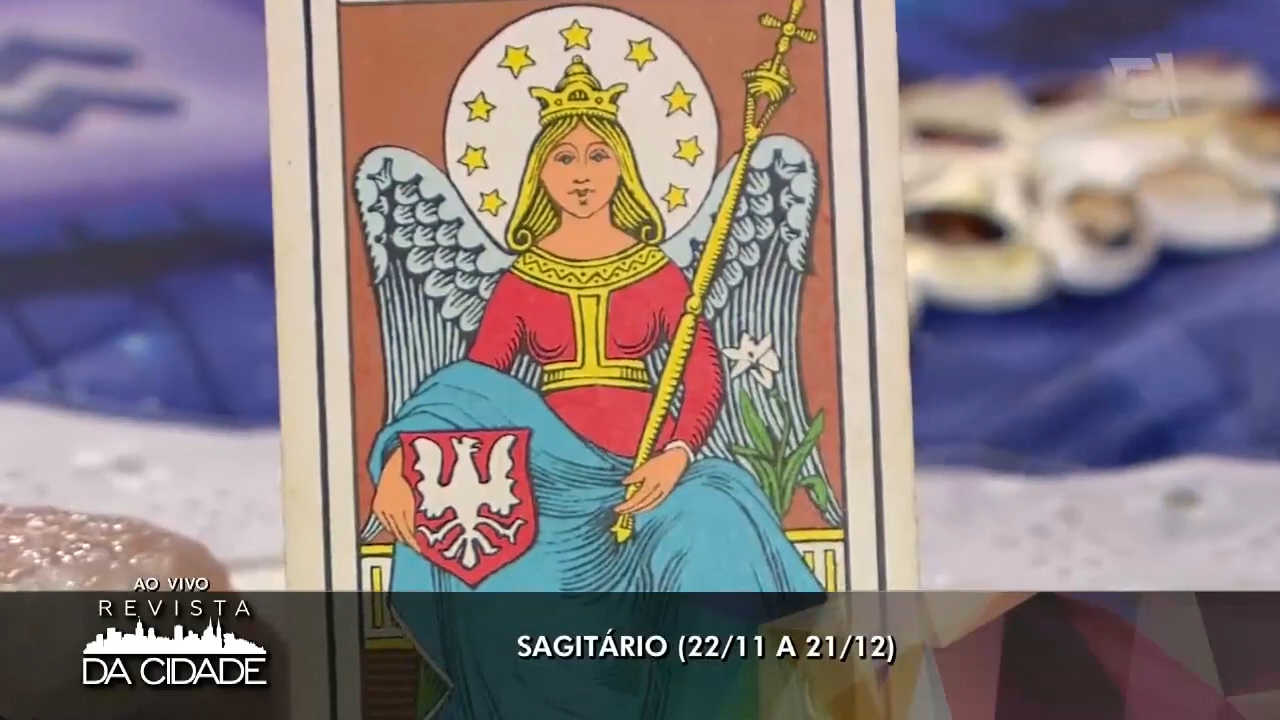 AO VIVO
REVISTA
DA CIDADE
SAGITÁRIO (22/11 A 21/12)